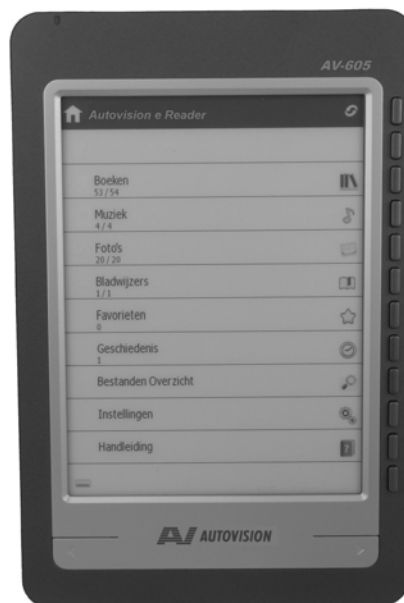 AV-605
Autovision e Reader
Boeken
53 / 54
Muziek
4 / 4
Foto's
20 / 20
Bladwijzers
1 / 1
Favorieten
0
Geschiedenis
1
Bestanden Overzicht
Instellingen
Handleiding
?
AV AUTOVISION